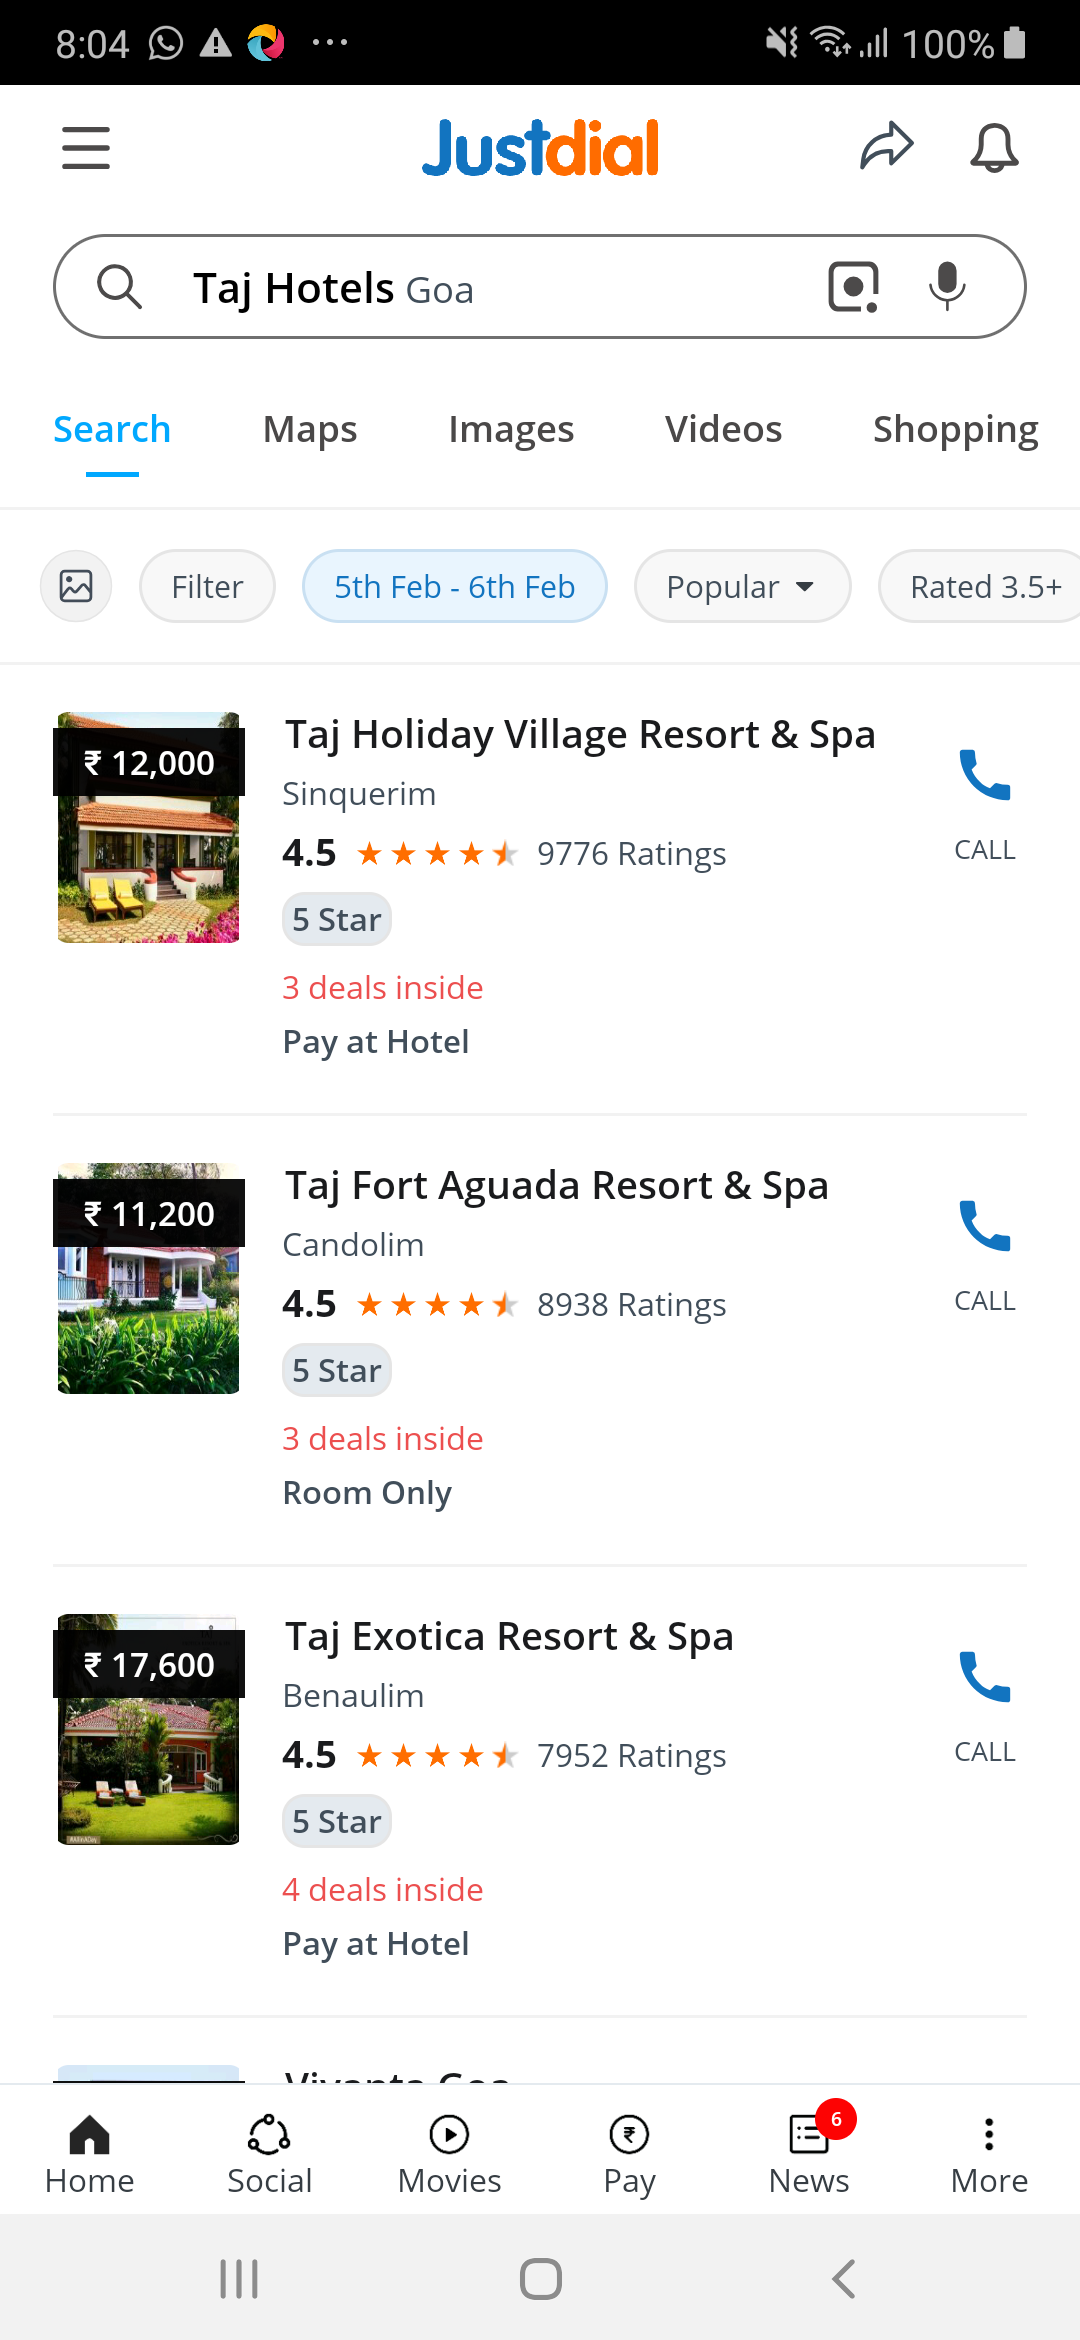 8:04 100%
Justdial
Taj Hotels Goa
Search Maps Images Videos Shopping
Filter 5th Feb - 6th Feb Popular Rated 3.5+
₹ 12,000
Taj Holiday Village Resort & Spa
Sinquerim
4.5 9776 Ratings
CALL
5 Star
3 deals inside
Pay at Hotel
₹ 11,200
Taj Fort Aguada Resort & Spa
Candolim
4.5 8938 Ratings
CALL
5 Star
3 deals inside
Room Only
₹ 17,600
Taj Exotica Resort & Spa
Benaulim
4.5 7952 Ratings
CALL
5 Star
4 deals inside
Pay at Hotel
Vivanta Goa
6
Home Social Movies Pay News More